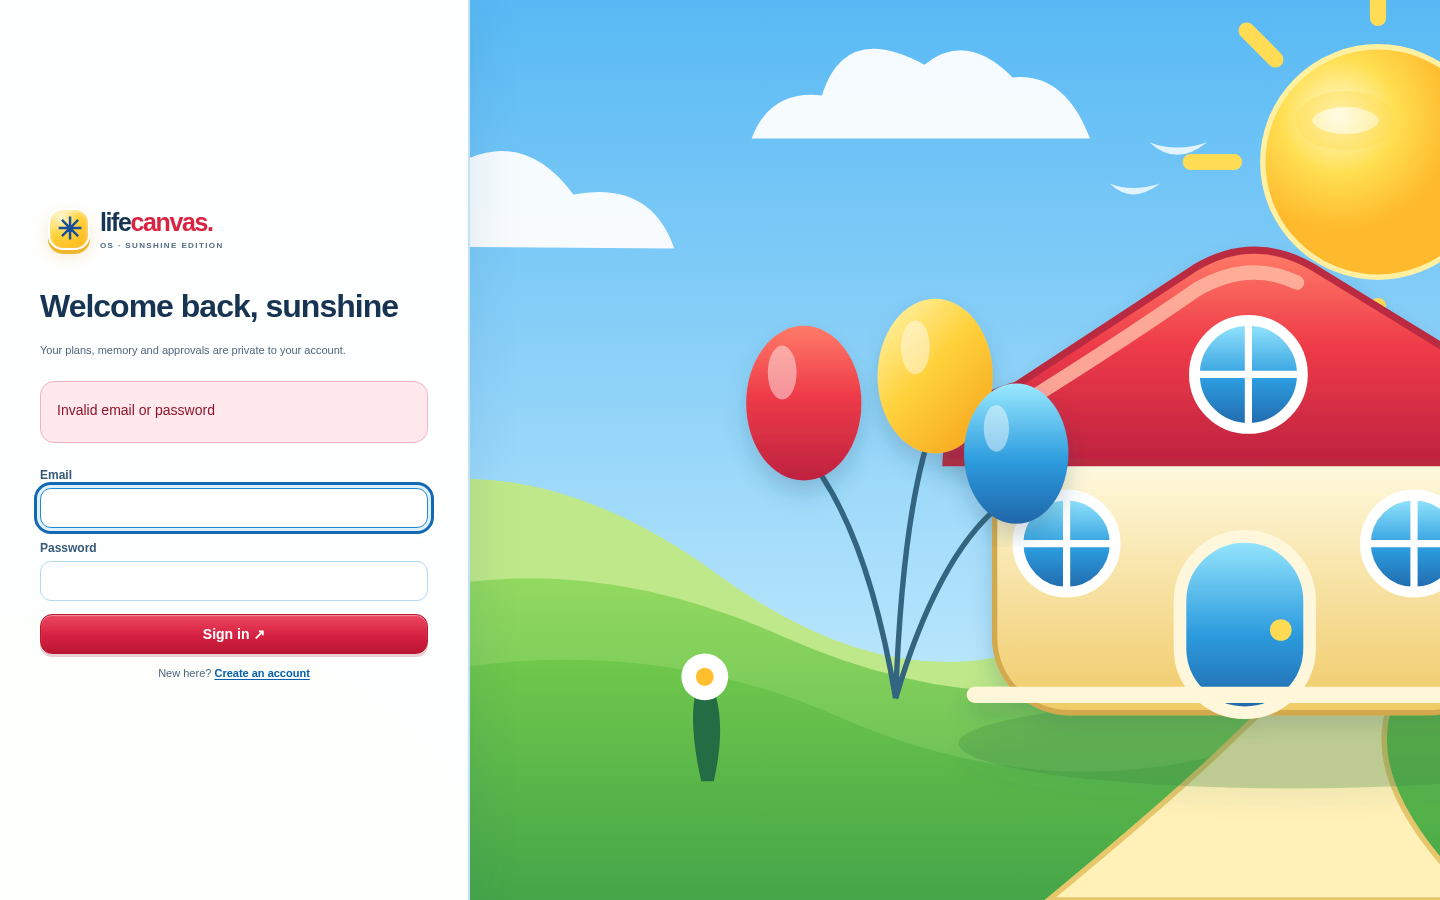 lifecanvas.
OS · SUNSHINE EDITION
Welcome back, sunshine
Your plans, memory and approvals are private to your account.
Invalid email or password
Email
Password
Sign in ↗
New here? Create an account